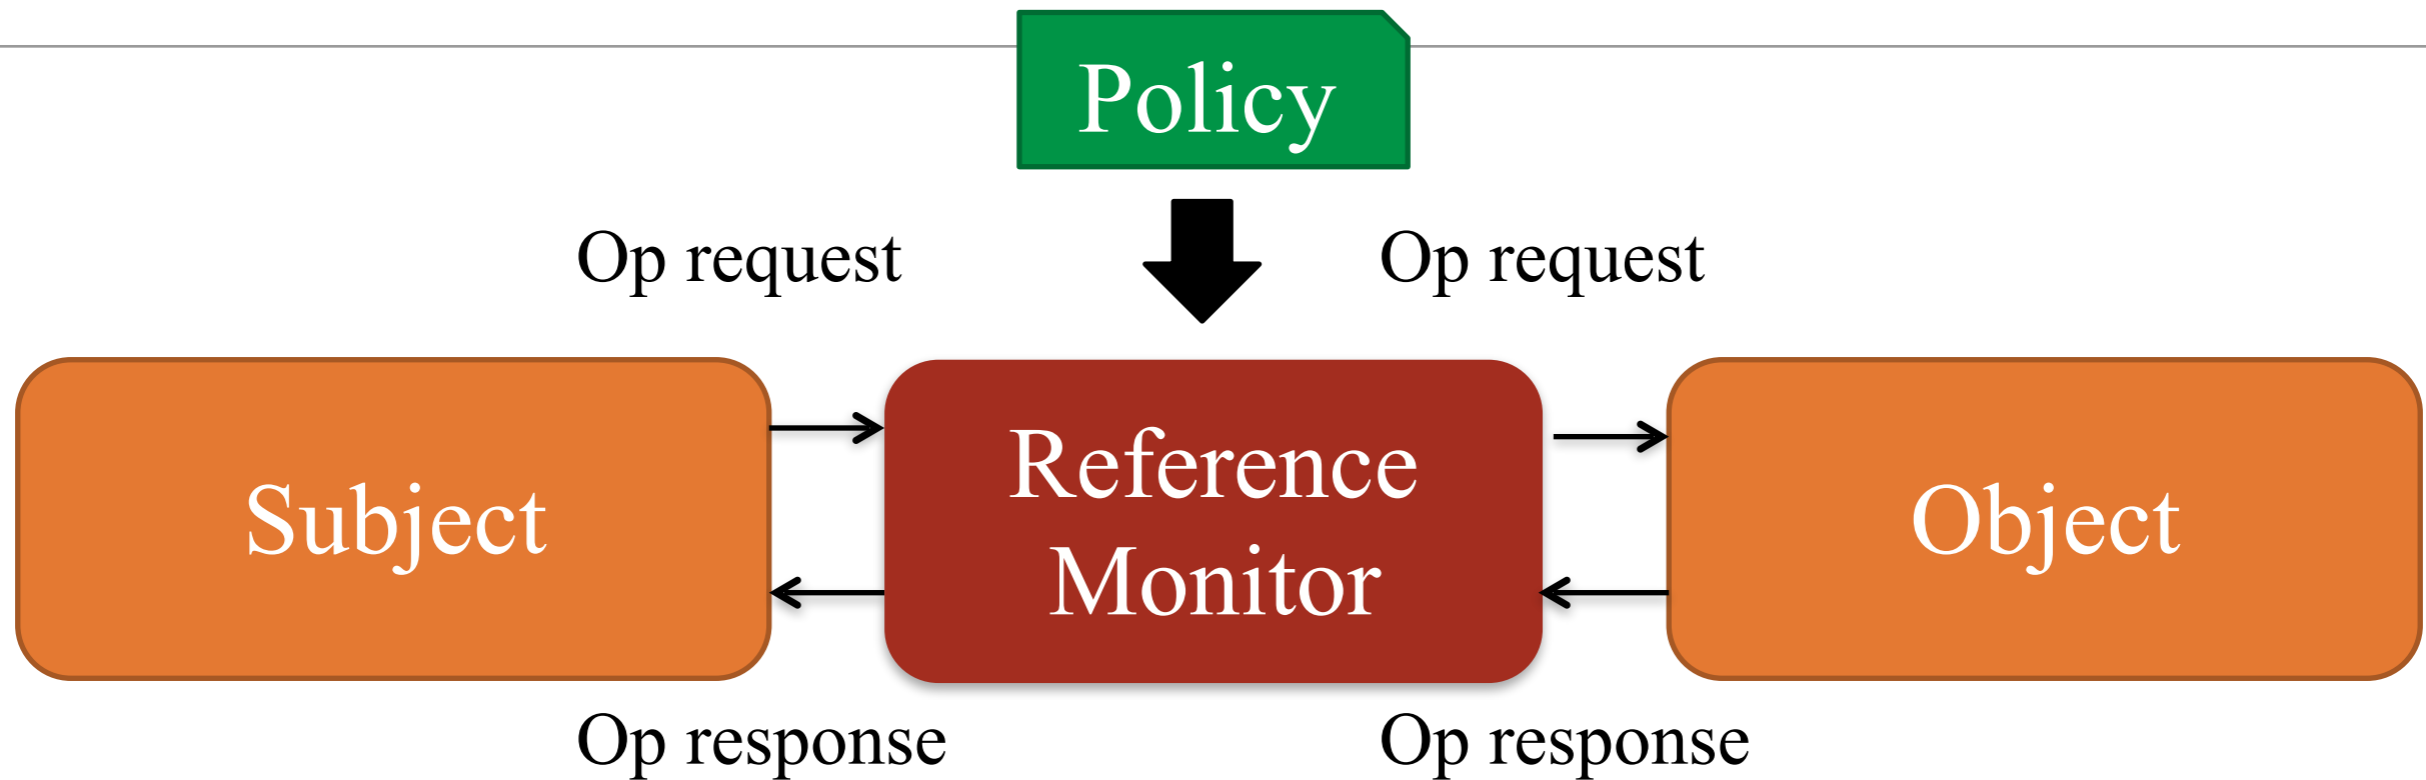 Policy
Op request
Op request
Subject
Reference
Monitor
Object
Op response
Op response